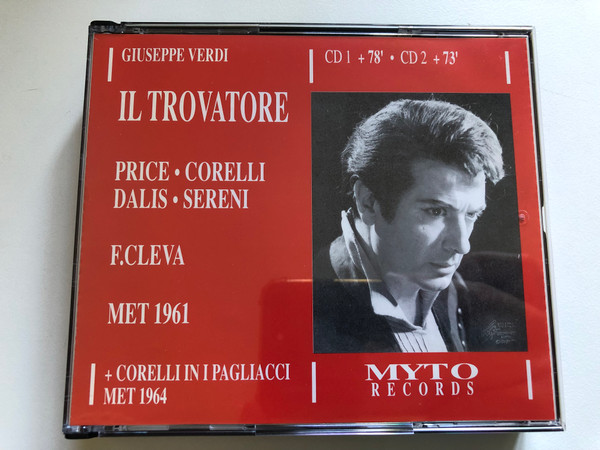 GIUSEPPE VERDI
CD 1 + 78' • CD 2 + 73'
IL TROVATORE
PRICE • CORELLI
DALIS • SERENI
F.CLEVA
MET 1961
+ CORELLI IN I PAGLIACCI
MET 1964
MYTO
RECORDS